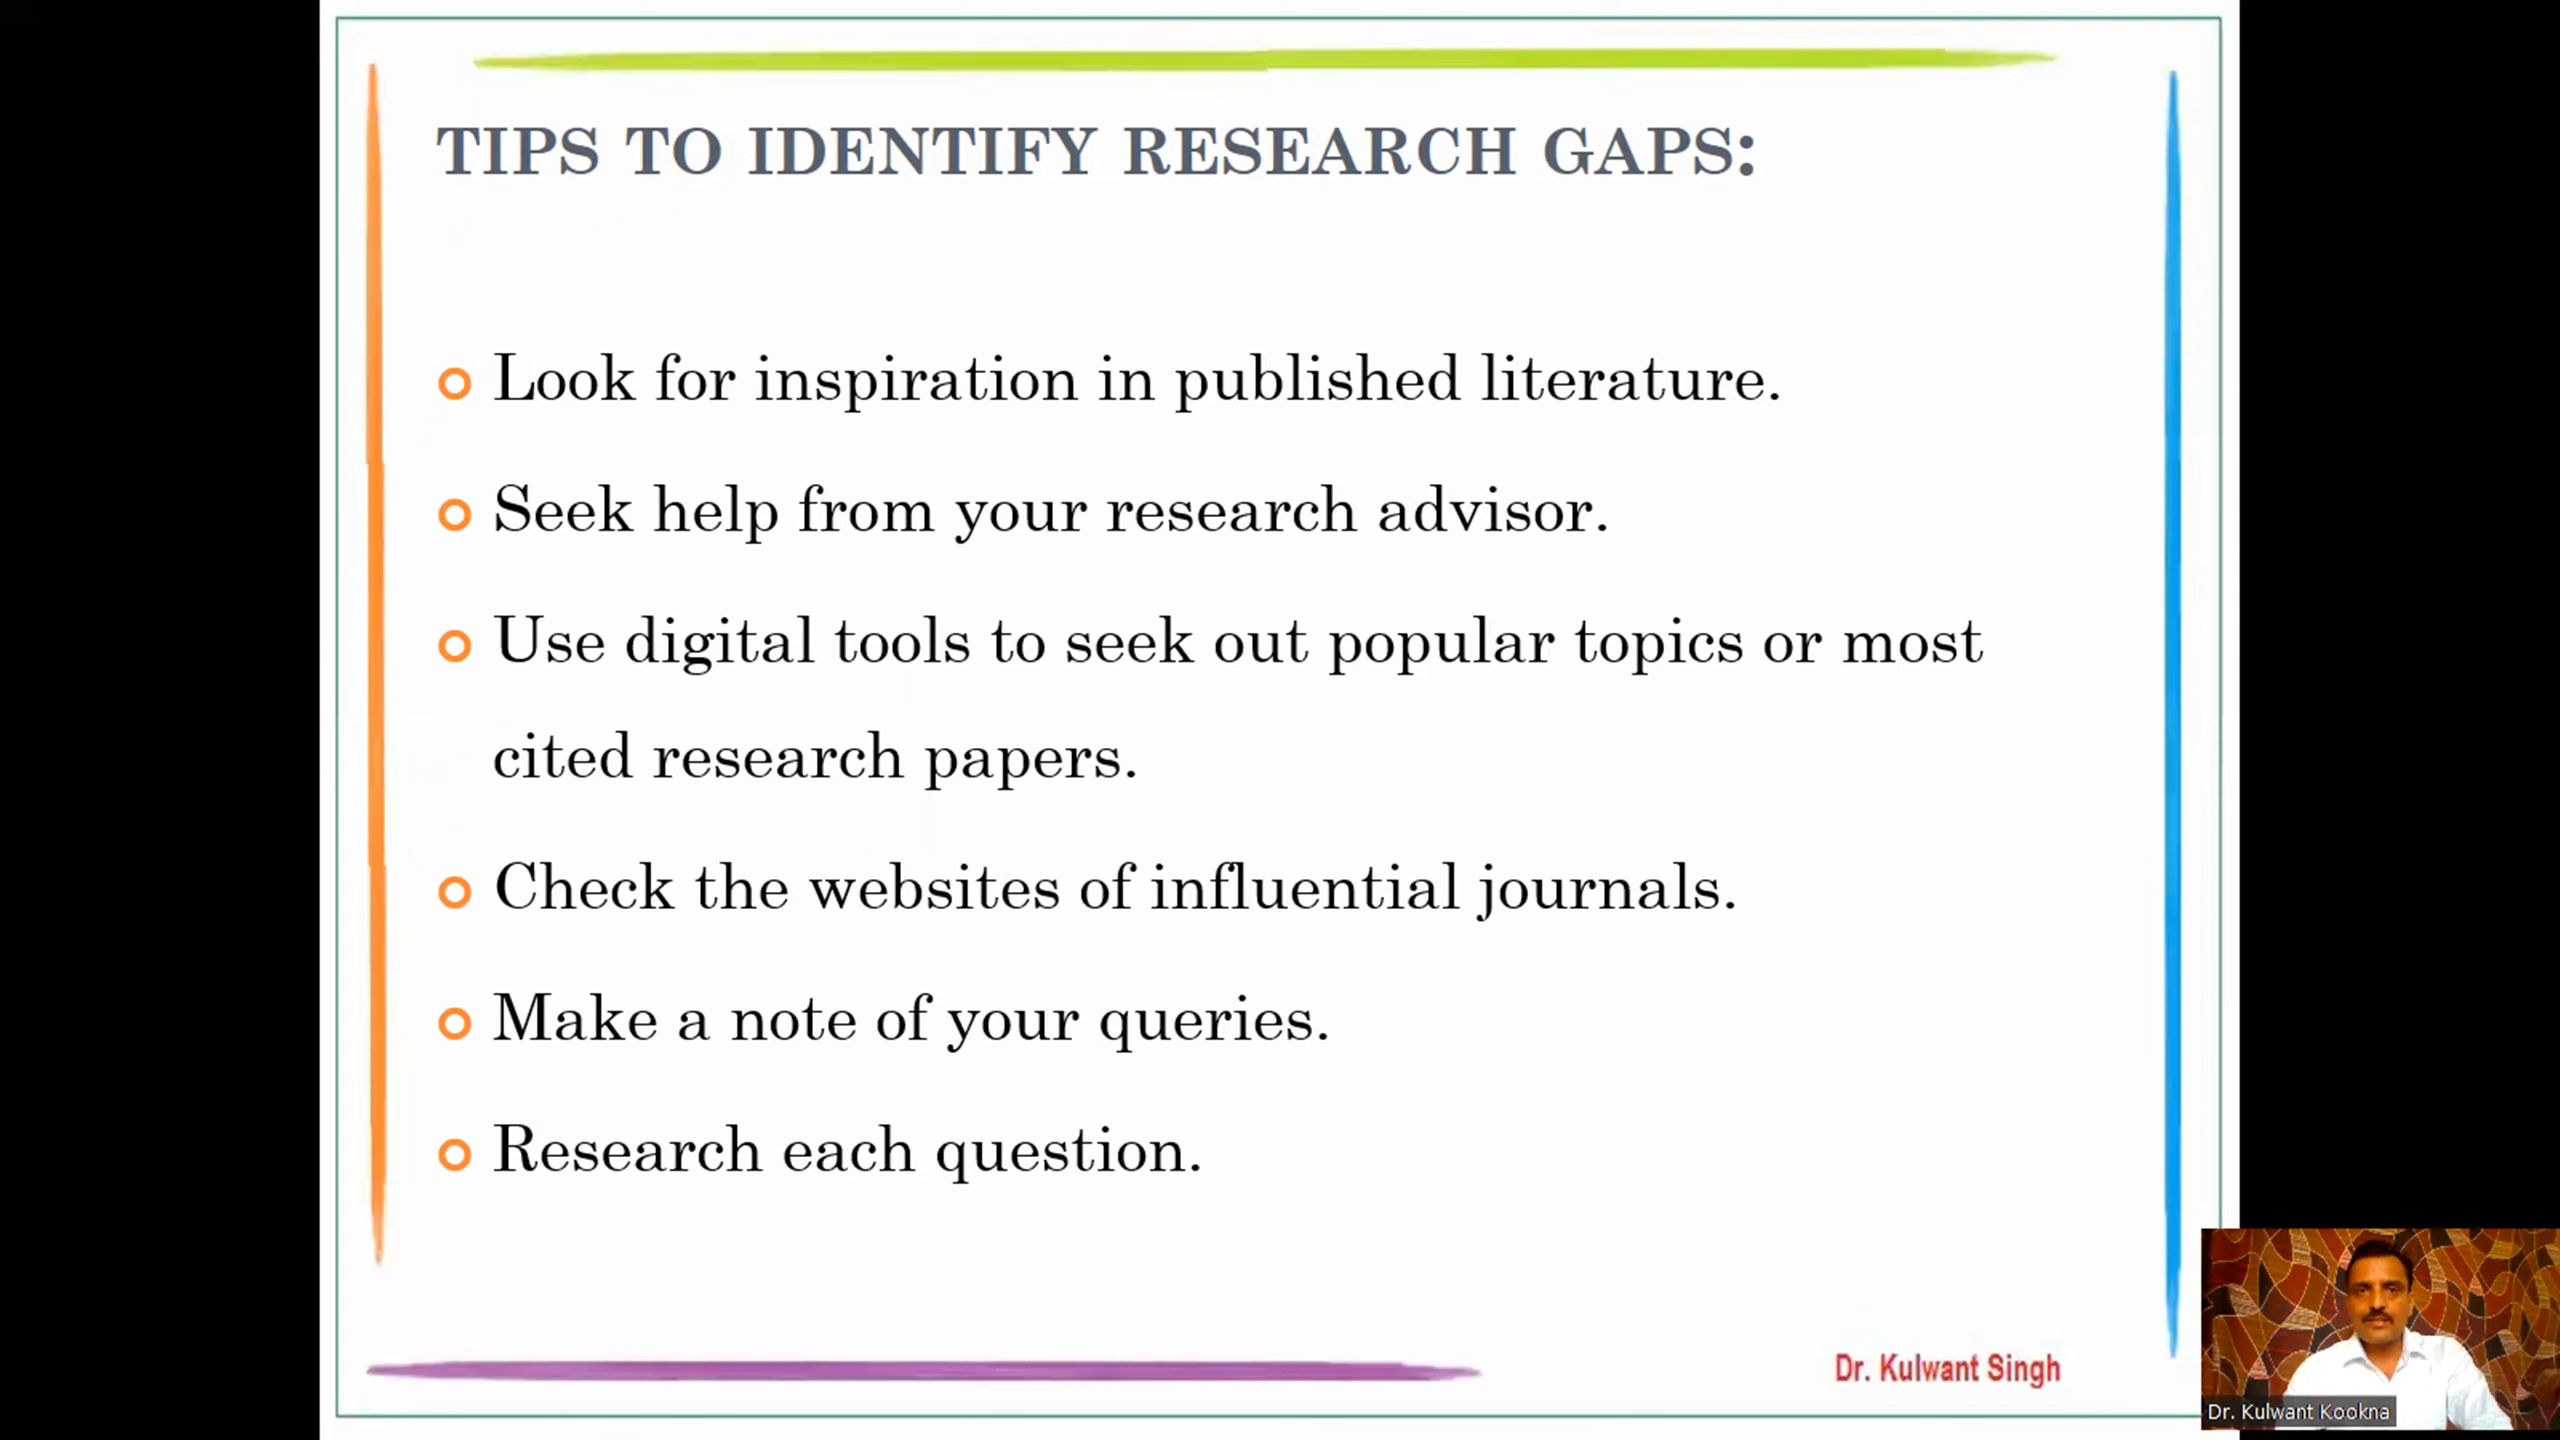 TIPS TO IDENTIFY RESEARCH GAPS:
Look for inspiration in published literature.
Seek help from your research advisor.
Use digital tools to seek out popular topics or most
cited research papers.
Check the websites of influential journals.
Make a note of your queries.
Research each question.
Dr. Kulwant Singh
Dr. Kulwant Kookna